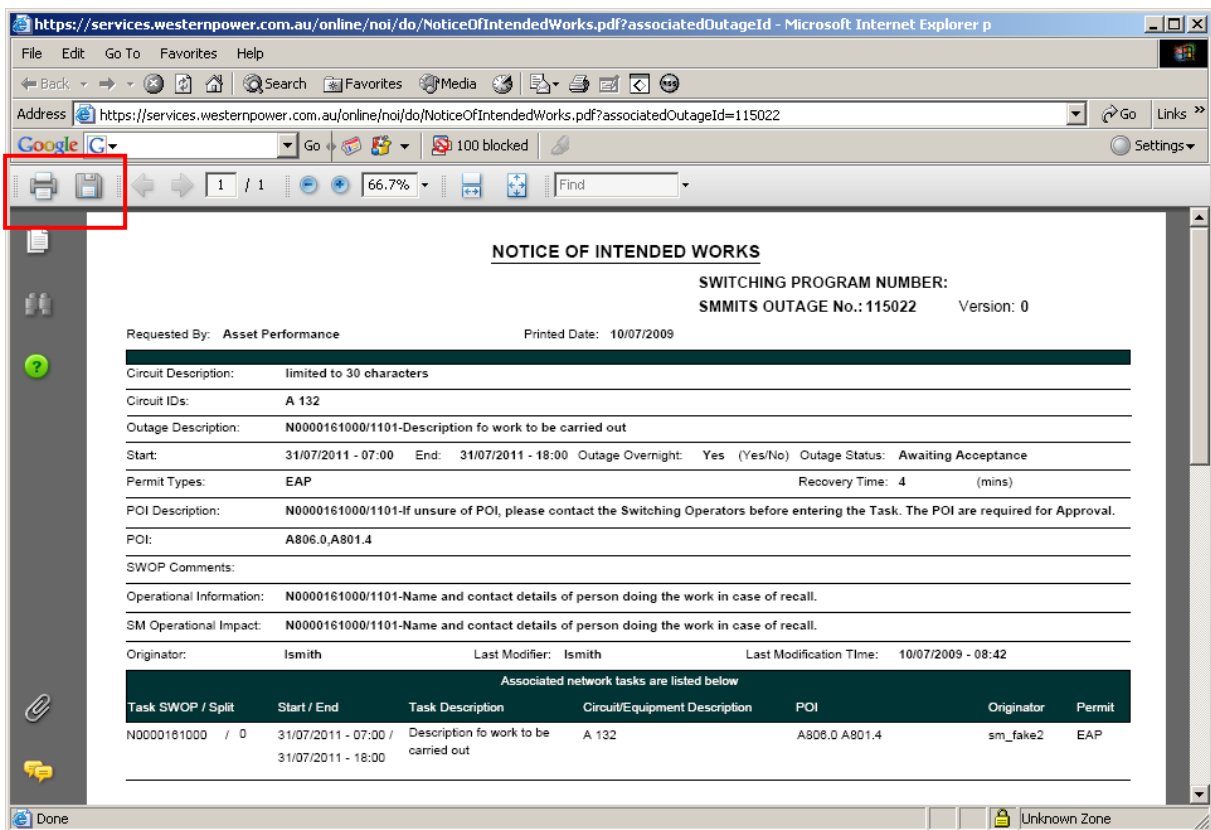 https://services.westernpower.com.au/online/noi/do/NoticeOfIntendedWorks.pdf?associatedOutageId - Microsoft Internet Explorer p
File Edit Go To Favorites Help
Back Search Favorites Media
Address https://services.westernpower.com.au/online/noi/do/NoticeOfIntendedWorks.pdf?associatedOutageId=115022 Go Links »
Google G Go 100 blocked Settings
1 / 1 66.7% Find
NOTICE OF INTENDED WORKS
SWITCHING PROGRAM NUMBER:
SMMITS OUTAGE No.: 115022 Version: 0
Requested By: Asset Performance Printed Date: 10/07/2009
Circuit Description: limited to 30 characters
Circuit IDs: A 132
Outage Description: N0000161000/1101-Description fo work to be carried out
Start: 31/07/2011 - 07:00 End: 31/07/2011 - 18:00 Outage Overnight: Yes (Yes/No) Outage Status: Awaiting Acceptance
Permit Types: EAP Recovery Time: 4 (mins)
POI Description: N0000161000/1101-If unsure of POI, please contact the Switching Operators before entering the Task. The POI are required for Approval.
POI: A806.0,A801.4
SWOP Comments:
Operational Information: N0000161000/1101-Name and contact details of person doing the work in case of recall.
SM Operational Impact: N0000161000/1101-Name and contact details of person doing the work in case of recall.
Originator: Ismith Last Modifier: Ismith Last Modification TIme: 10/07/2009 - 08:42
Associated network tasks are listed below
Task SWOP / Split Start / End Task Description Circuit/Equipment Description POI Originator Permit
N0000161000 / 0 31/07/2011 - 07:00 / Description fo work to be A 132 A806.0 A801.4 sm_fake2 EAP
31/07/2011 - 18:00 carried out
Done Unknown Zone